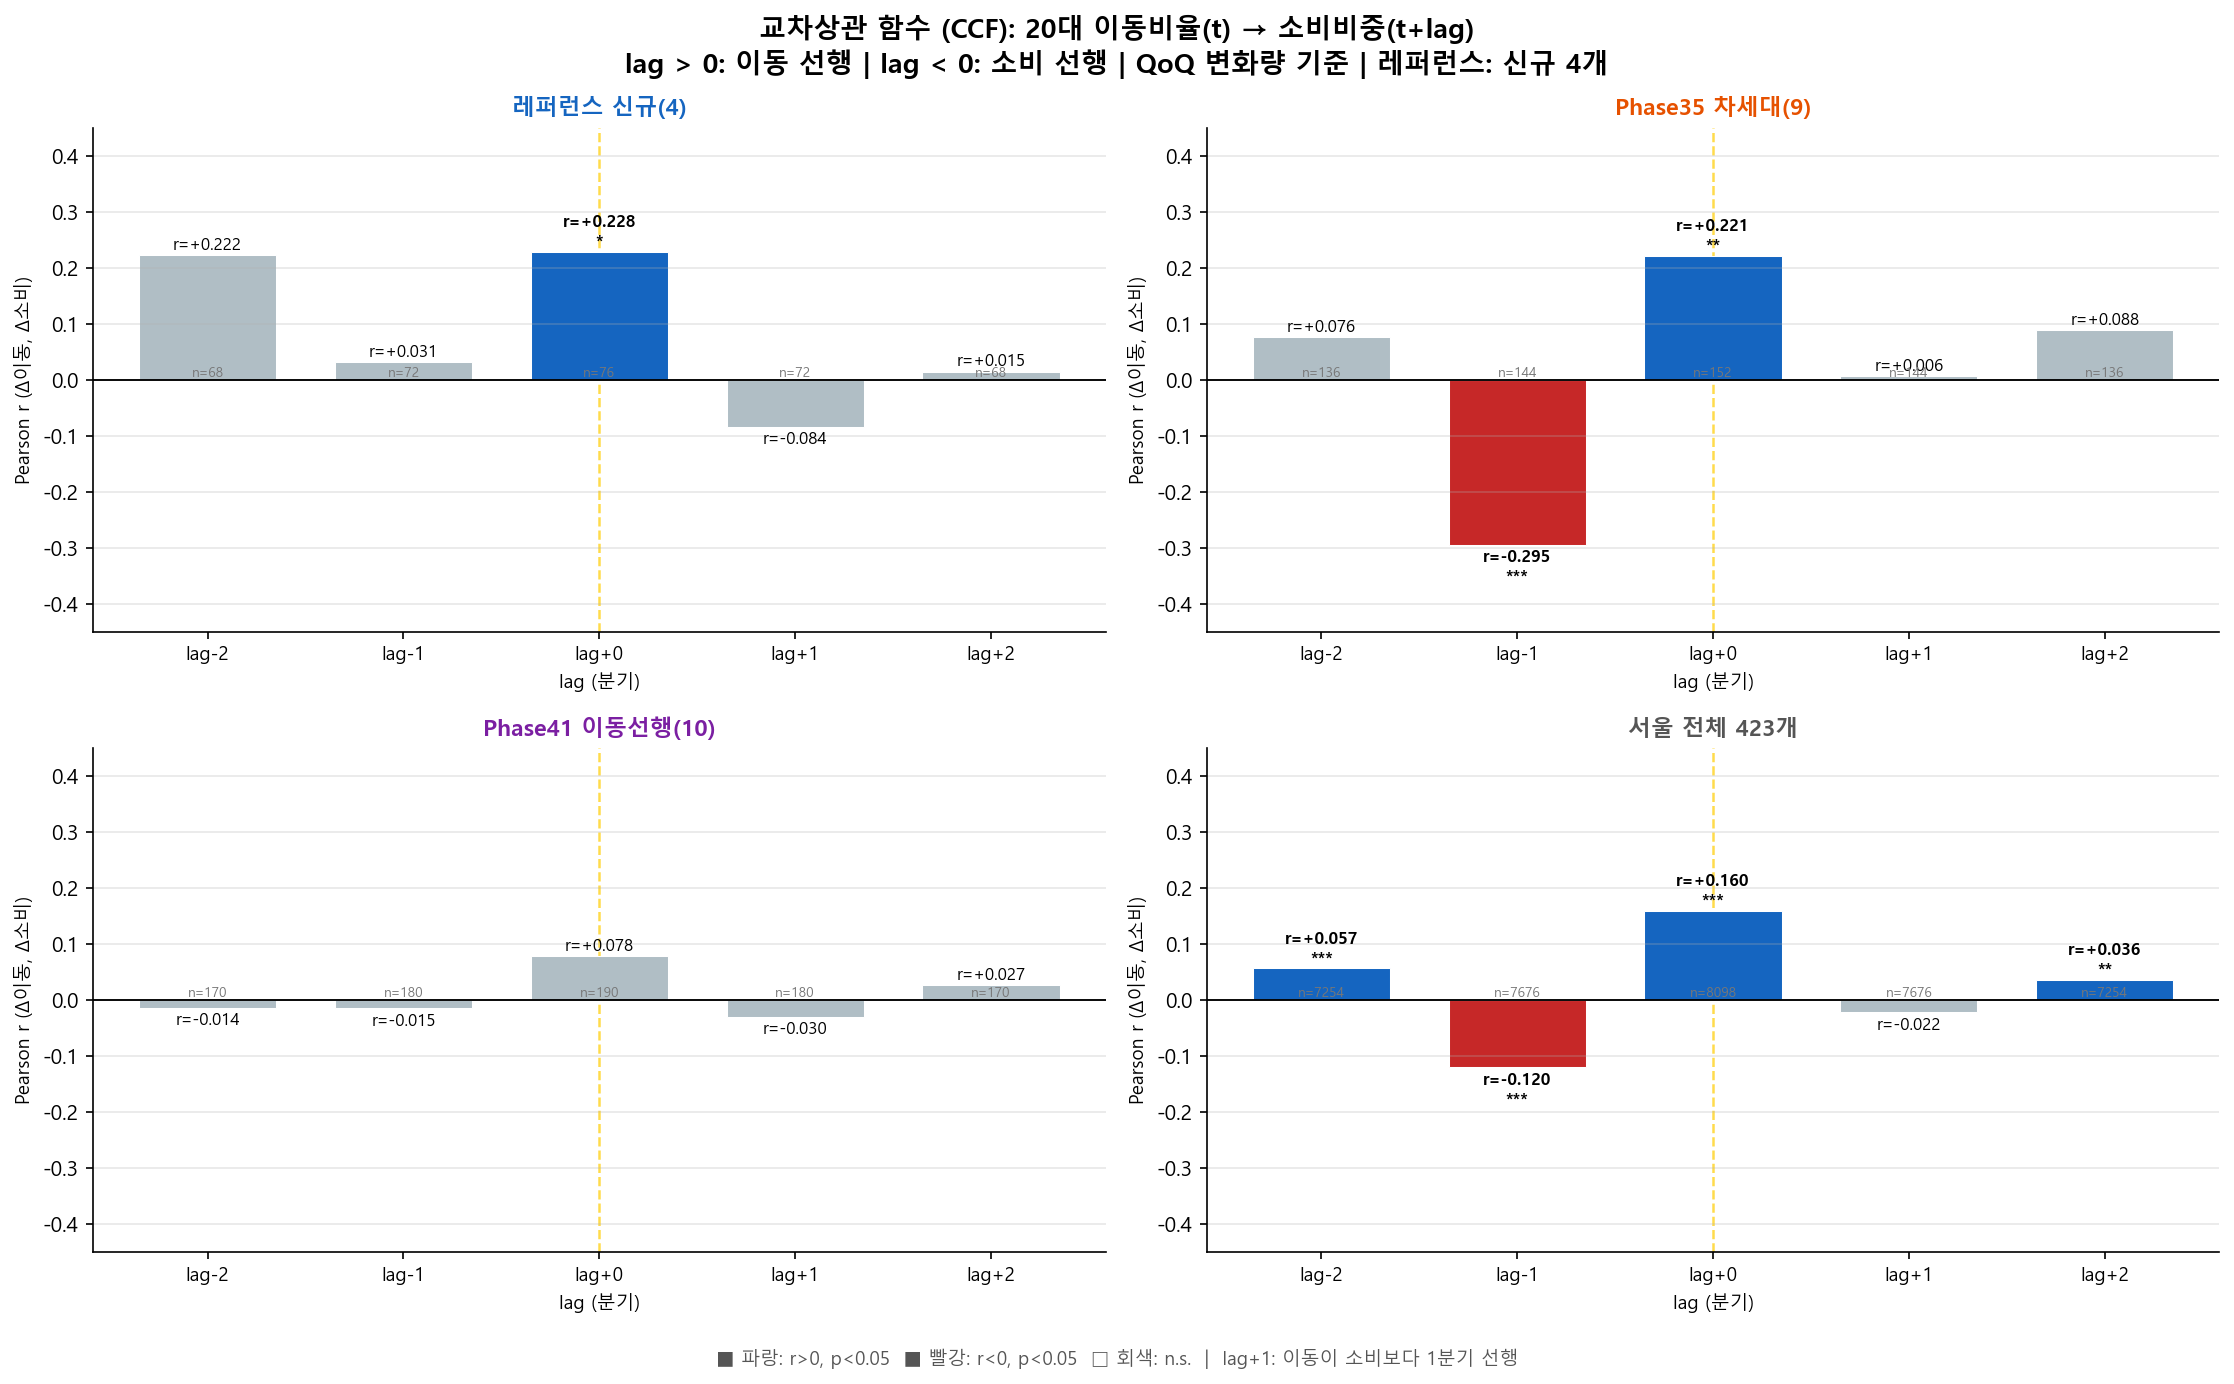 교차상관 함수 (CCF): 20대 이동비율(t) → 소비비중(t+lag)
lag > 0: 이동 선행 | lag < 0: 소비 선행 | QoQ 변화량 기준 | 레퍼런스: 신규 4개
레퍼런스 신규(4)
Pearson r (Δ이동, Δ소비)
0.4
0.3
0.2
0.1
0.0
-0.1
-0.2
-0.3
-0.4
r=+0.222
n=68
r=+0.031
n=72
r=+0.228
*
n=76
n=72
r=-0.084
r=+0.015
n=68
lag-2
lag-1
lag+0
lag+1
lag+2
lag (분기)
Phase35 차세대(9)
Pearson r (Δ이동, Δ소비)
0.4
0.3
0.2
0.1
0.0
-0.1
-0.2
-0.3
-0.4
r=+0.076
n=136
n=144
r=-0.295
***
r=+0.221
**
n=152
r=+0.006
n=144
r=+0.088
n=136
lag-2
lag-1
lag+0
lag+1
lag+2
lag (분기)
Phase41 이동선행(10)
Pearson r (Δ이동, Δ소비)
0.4
0.3
0.2
0.1
0.0
-0.1
-0.2
-0.3
-0.4
n=170
r=-0.014
n=180
r=-0.015
r=+0.078
n=190
n=180
r=-0.030
r=+0.027
n=170
lag-2
lag-1
lag+0
lag+1
lag+2
lag (분기)
서울 전체 423개
Pearson r (Δ이동, Δ소비)
0.4
0.3
0.2
0.1
0.0
-0.1
-0.2
-0.3
-0.4
r=+0.057
***
n=7254
n=7676
r=-0.120
***
r=+0.160
***
n=8098
n=7676
r=-0.022
r=+0.036
**
n=7254
lag-2
lag-1
lag+0
lag+1
lag+2
lag (분기)
■ 파랑: r>0, p<0.05 ■ 빨강: r<0, p<0.05 □ 회색: n.s. | lag+1: 이동이 소비보다 1분기 선행